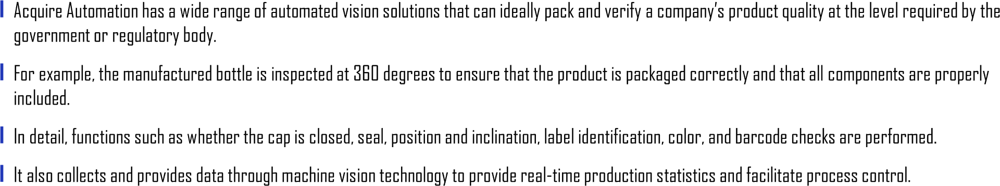 Acquire Automation has a wide range of automated vision solutions that can ideally pack and verify a company's product quality at the level required by the
government or regulatory body.
For example, the manufactured bottle is inspected at 360 degrees to ensure that the product is packaged correctly and that all components are properly
included.
In detail, functions such as whether the cap is closed, seal, position and inclination, label identification, color, and barcode checks are performed.
It also collects and provides data through machine vision technology to provide real-time production statistics and facilitate process control.